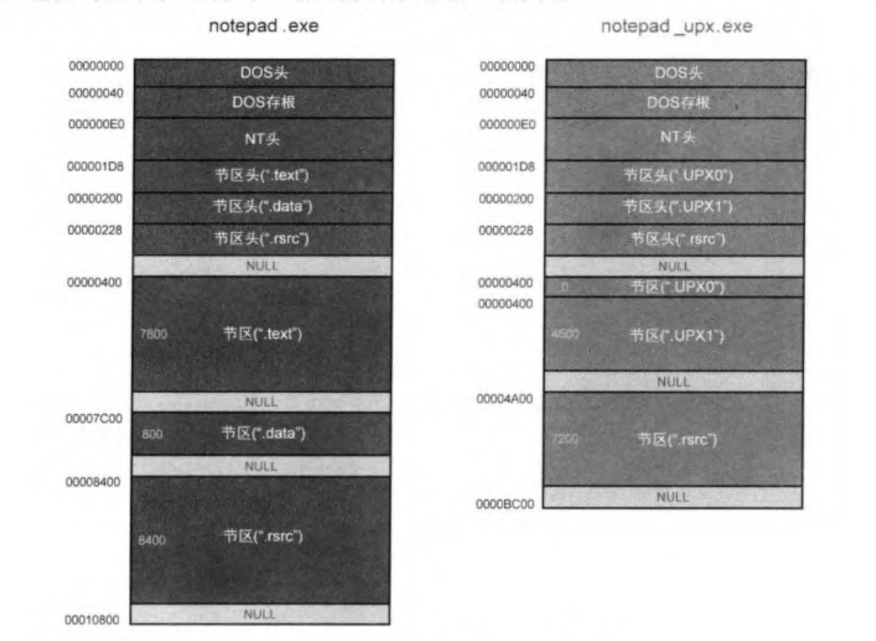 notepad .exe
00000000
DOS头
00000040
DOS存根
000000E0
NT头
000001D8
节区头(".text")
00000200
节区头(".data")
00000228
节区头(".rsrc")
NULL
00000400
7800
节区(".text")
NULL
00007C00
800
节区(".data")
NULL
00008400
8400
节区(".rsrc")
NULL
00010800
notepad _upx.exe
00000000
DOS头
00000040
DOS存根
000000E0
NT头
000001D8
节区头(".UPX0")
00000200
节区头(".UPX1")
00000228
节区头(".rsrc")
NULL
00000400
0
节区(".UPX0")
00000400
4600
节区(".UPX1")
NULL
00004A00
7200
节区(".rsrc")
NULL
0000BC00